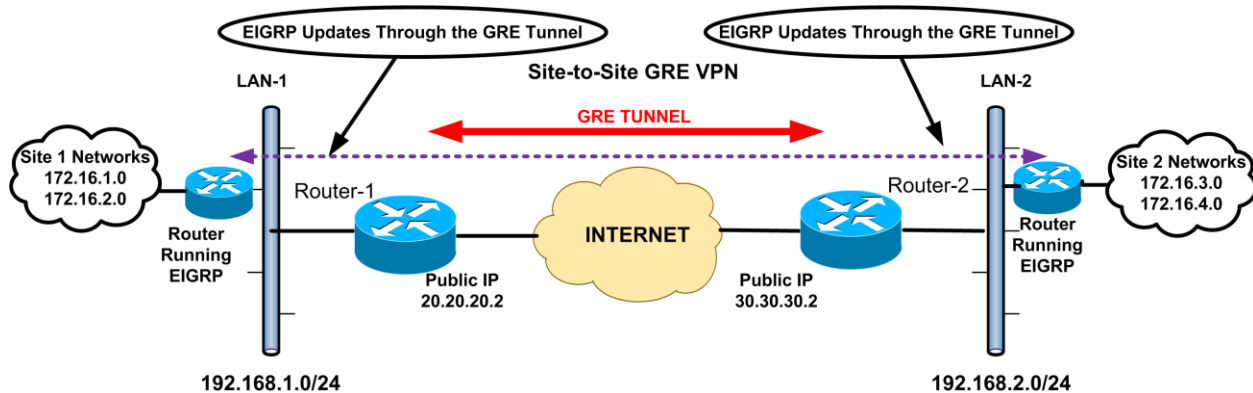 EIGRP Updates Through the GRE Tunnel
EIGRP Updates Through the GRE Tunnel
Site-to-Site GRE VPN
LAN-1
LAN-2
GRE TUNNEL
Site 1 Networks
172.16.1.0
172.16.2.0
Router-1
Router-2
Site 2 Networks
172.16.3.0
172.16.4.0
Router
Running
EIGRP
INTERNET
Router
Running
EIGRP
Public IP
20.20.20.2
Public IP
30.30.30.2
192.168.1.0/24
192.168.2.0/24